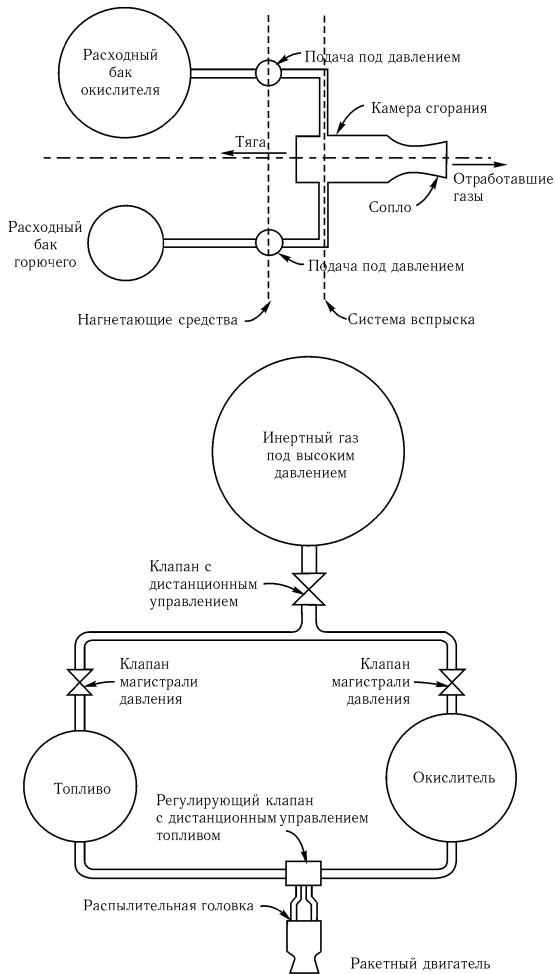 Расходный
бак
окислителя
Подача под давлением
Камера сгорания
Тяга
Отработавшие
газы
Сопло
Расходный
бак
горючего
Подача под давлением
Нагнетающие средства
Система вспрыска
Инертный газ
под высоким
давлением
Клапан с
дистанционным
управлением
Клапан
магистрали
давления
Клапан
магистрали
давления
Топливо
Окислитель
Регулирующий клапан
с дистанционным управлением
топливом
Распылительная головка
Ракетный двигатель